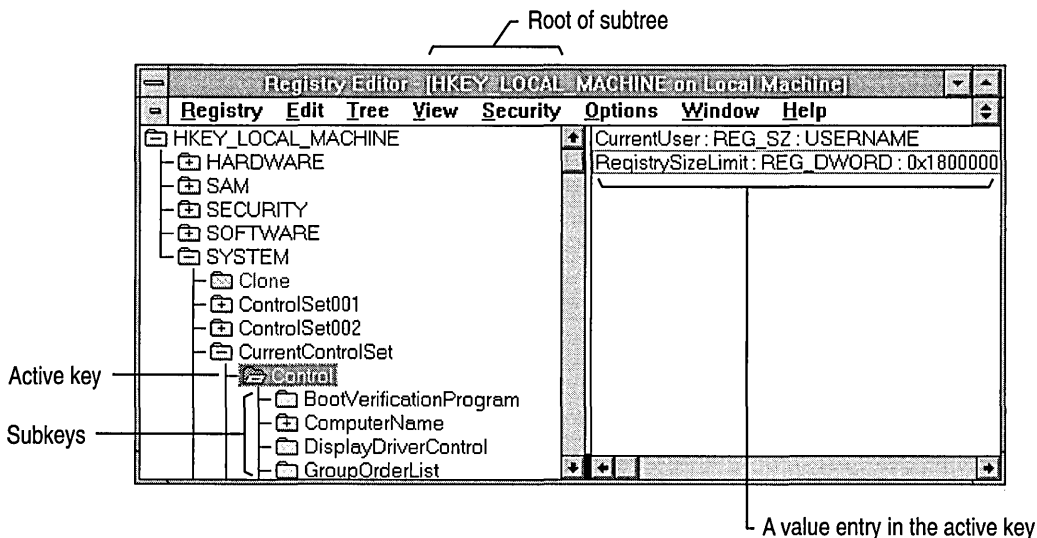 Root of subtree
Registry Editor - [HKEY_LOCAL_MACHINE on Local Machine]
Registry Edit Tree View Security Options Window Help
HKEY_LOCAL_MACHINE
HARDWARE
SAM
SECURITY
SOFTWARE
SYSTEM
Clone
ControlSet001
ControlSet002
CurrentControlSet
Control
BootVerificationProgram
ComputerName
DisplayDriverControl
GroupOrderList
CurrentUser : REG_SZ : USERNAME
RegistrySizeLimit : REG_DWORD : 0x1800000
Active key
Subkeys
A value entry in the active key